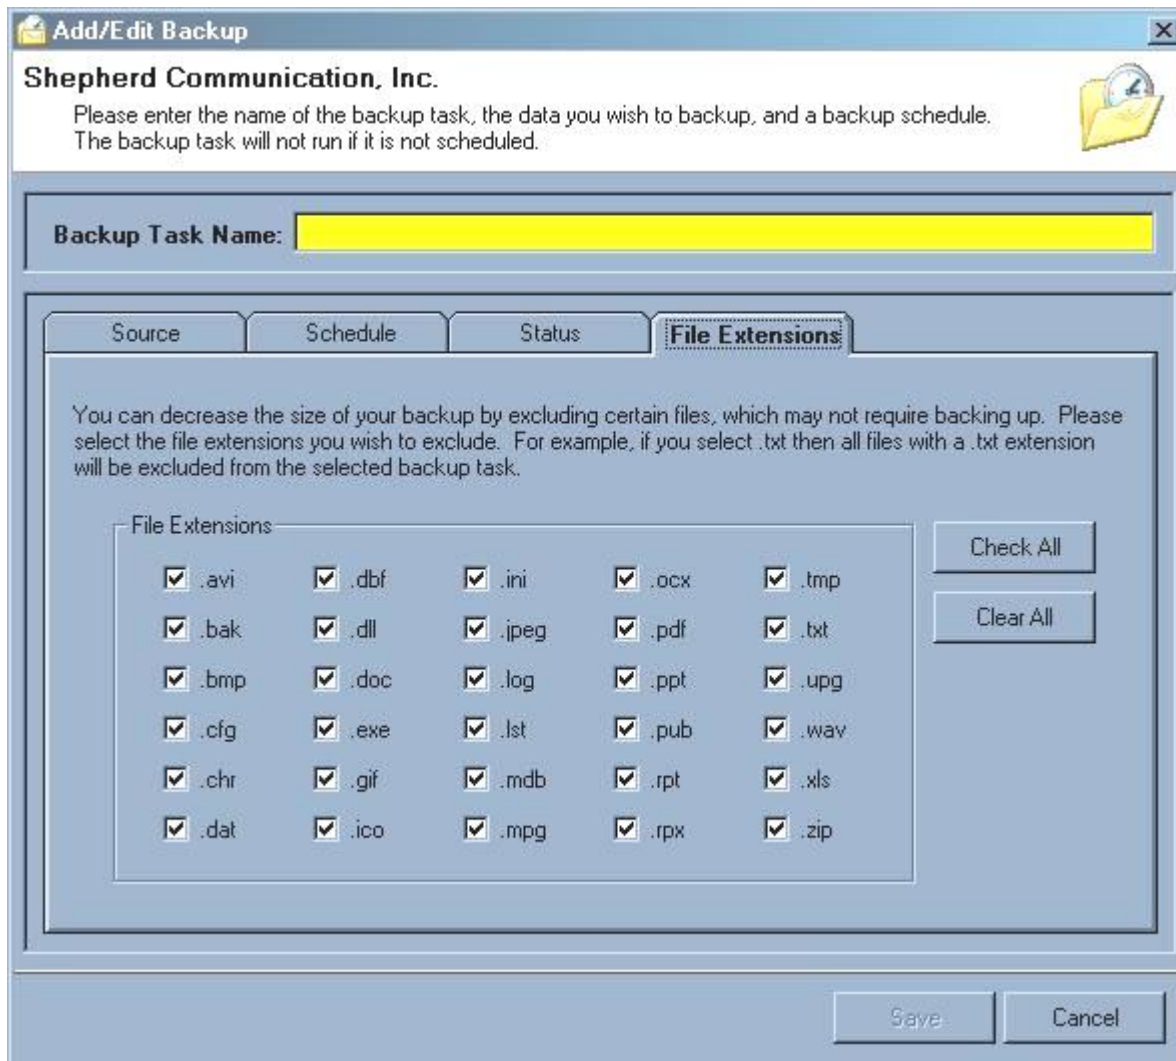 Add/Edit Backup
Shepherd Communication, Inc.
Please enter the name of the backup task, the data you wish to backup, and a backup schedule.
The backup task will not run if it is not scheduled.
Backup Task Name:
Source Schedule Status File Extensions
You can decrease the size of your backup by excluding certain files, which may not require backing up. Please
select the file extensions you wish to exclude. For example, if you select .txt then all files with a .txt extension
will be excluded from the selected backup task.
File Extensions
Check All
.avi .dbf .ini .ocx .tmp
Clear All
.bak .dll .jpeg .pdf .txt
.bmp .doc .log .ppt .upg
.cfg .exe .lst .pub .wav
.chr .gif .mdb .rpt .xls
.dat .ico .mpg .rpx .zip
Save Cancel